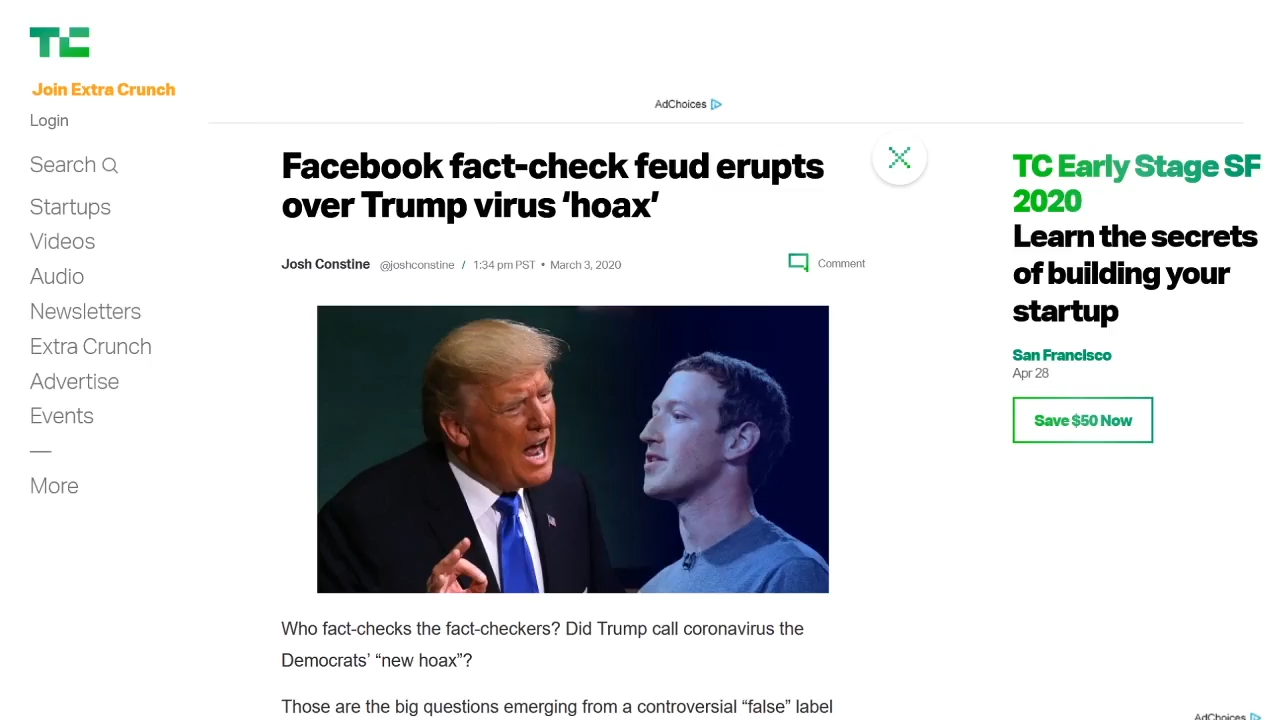 TC
Join Extra Crunch
Login
Search
Startups
Videos
Audio
Newsletters
Extra Crunch
Advertise
Events
—
More
AdChoices
Facebook fact-check feud erupts
over Trump virus ‘hoax’
Josh Constine @joshconstine / 1:34 pm PST • March 3, 2020
Comment
Who fact-checks the fact-checkers? Did Trump call coronavirus the
Democrats’ “new hoax”?
Those are the big questions emerging from a controversial “false” label
TC Early Stage SF
2020
Learn the secrets
of building your
startup
San Francisco
Apr 28
Save $50 Now
AdChoices